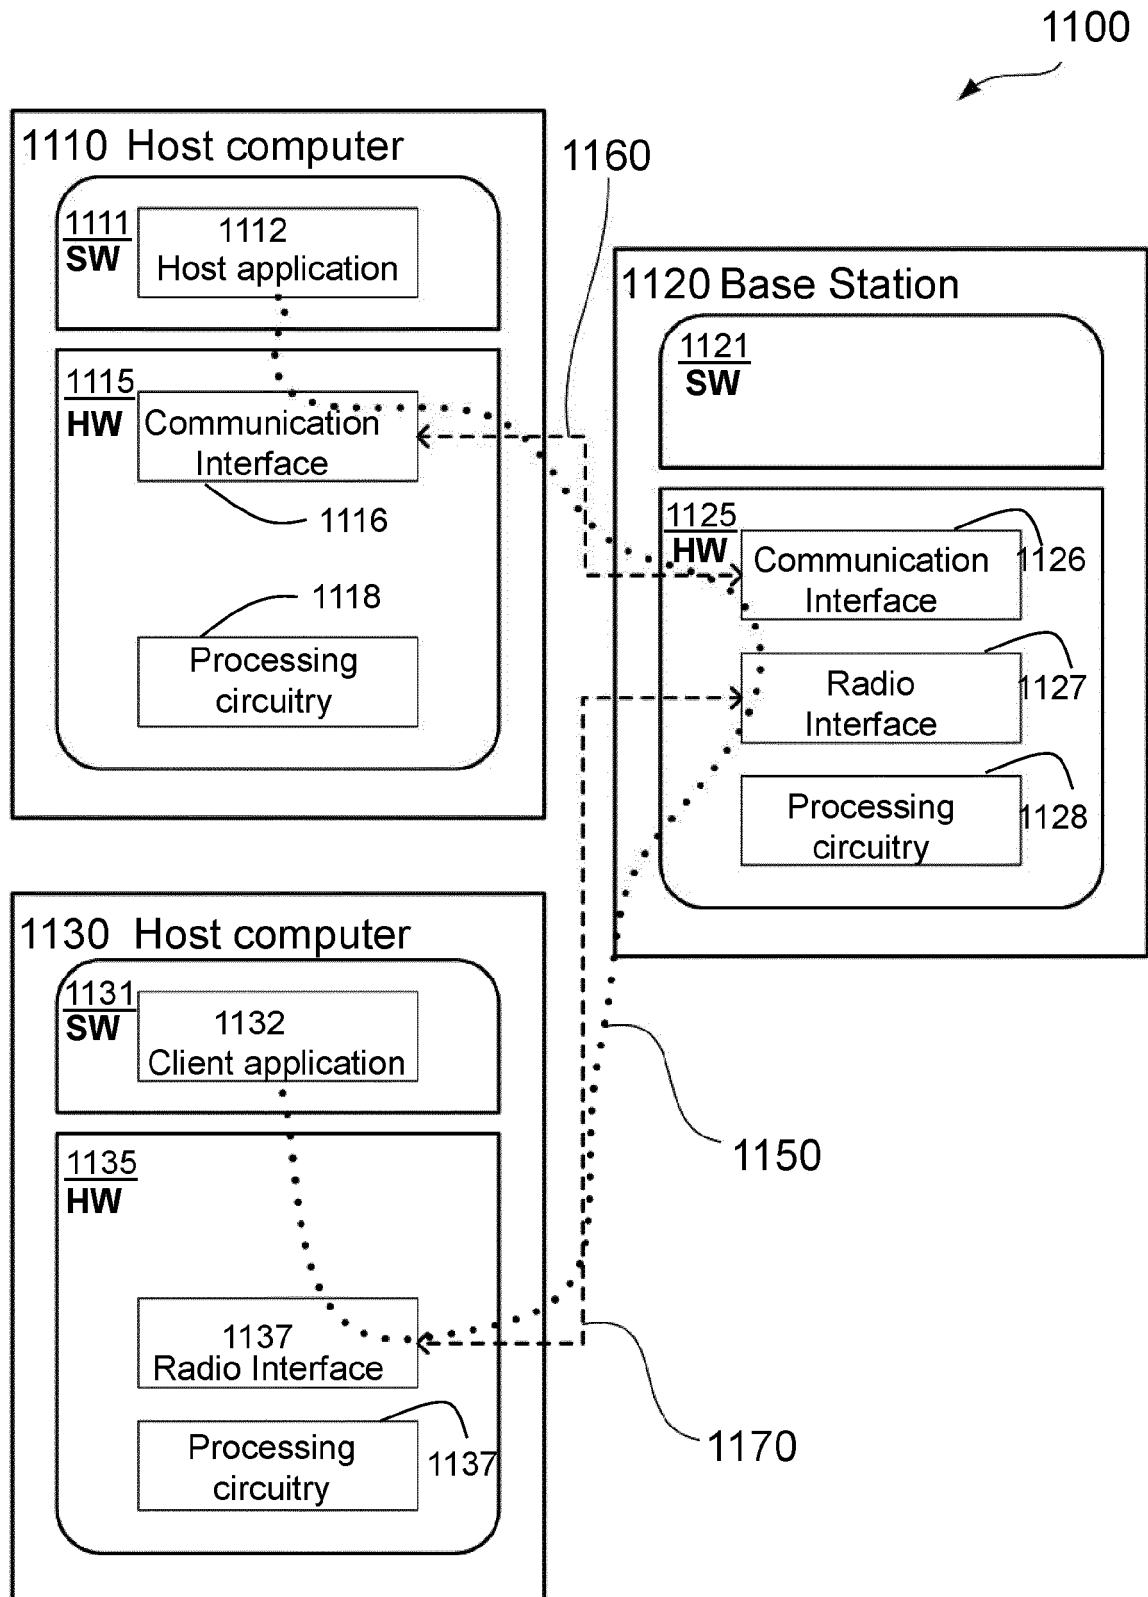 1100
1110 Host computer
1111
SW
1112
Host application
1115
HW
Communication
Interface
1116
1118
Processing
circuitry
1160
1120 Base Station
1121
SW
1125
HW
Communication
Interface
1126
Radio
Interface
1127
Processing
circuitry
1128
1130 Host computer
1131
SW
1132
Client application
1135
HW
1137
Radio Interface
Processing
circuitry
1137
1150
1170